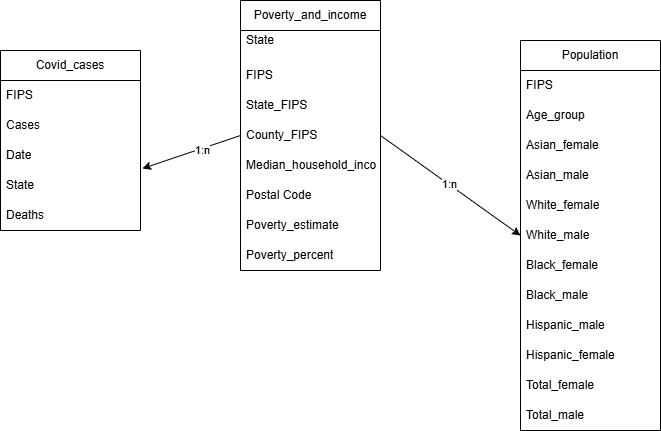 Covid_cases
FIPS
Cases
Date
State
Deaths
1:n
Poverty_and_income
State
FIPS
State_FIPS
County_FIPS
Median_household_inco
Postal Code
Poverty_estimate
Poverty_percent
1:n
Population
FIPS
Age_group
Asian_female
Asian_male
White_female
White_male
Black_female
Black_male
Hispanic_male
Hispanic_female
Total_female
Total_male